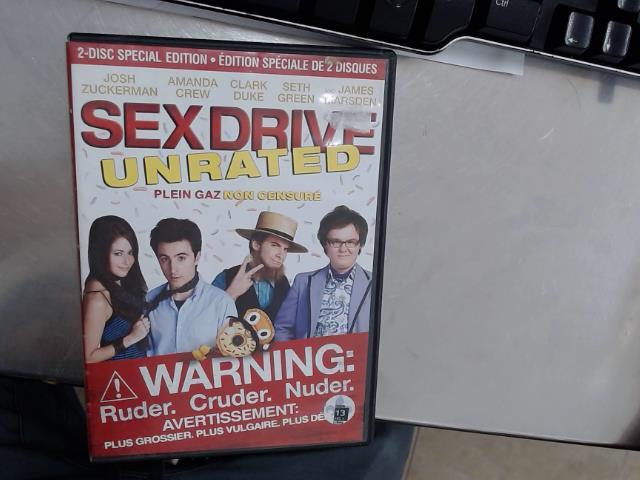 2-DISC SPECIAL EDITION • ÉDITION SPÉCIALE DE 2 DISQUES
JOSH ZUCKERMAN
AMANDA CREW
CLARK DUKE
SETH GREEN
JAMES MARSDEN
SEX DRIVE
UNRATED
PLEIN GAZ NON CENSURÉ
WARNING:
Ruder. Cruder. Nuder.
AVERTISSEMENT:
PLUS GROSSIER. PLUS VULGAIRE. PLUS
13
Ctrl